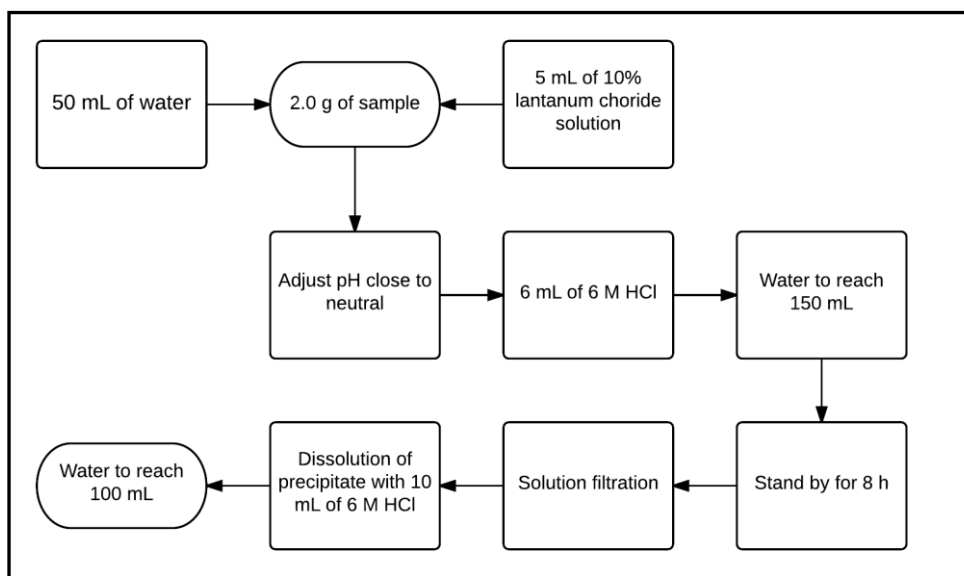 50 mL of water
2.0 g of sample
5 mL of 10%
lantanum choride
solution
Adjust pH close to
neutral
6 mL of 6 M HCl
Water to reach
150 mL
Stand by for 8 h
Solution filtration
Dissolution of
precipitate with 10
mL of 6 M HCl
Water to reach
100 mL